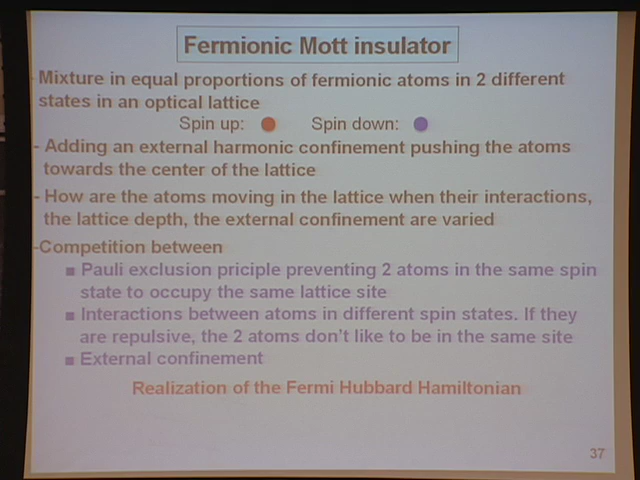 Fermionic Mott insulator
- Mixture in equal proportions of fermionic atoms in 2 different
states in an optical lattice
Spin up: Spin down:
- Adding an external harmonic confinement pushing the atoms
towards the center of the lattice
- How are the atoms moving in the lattice when their interactions,
the lattice depth, the external confinement are varied
-Competition between
■ Pauli exclusion priciple preventing 2 atoms in the same spin
state to occupy the same lattice site
■ Interactions between atoms in different spin states. If they
are repulsive, the 2 atoms don't like to be in the same site
■ External confinement
Realization of the Fermi Hubbard Hamiltonian
37